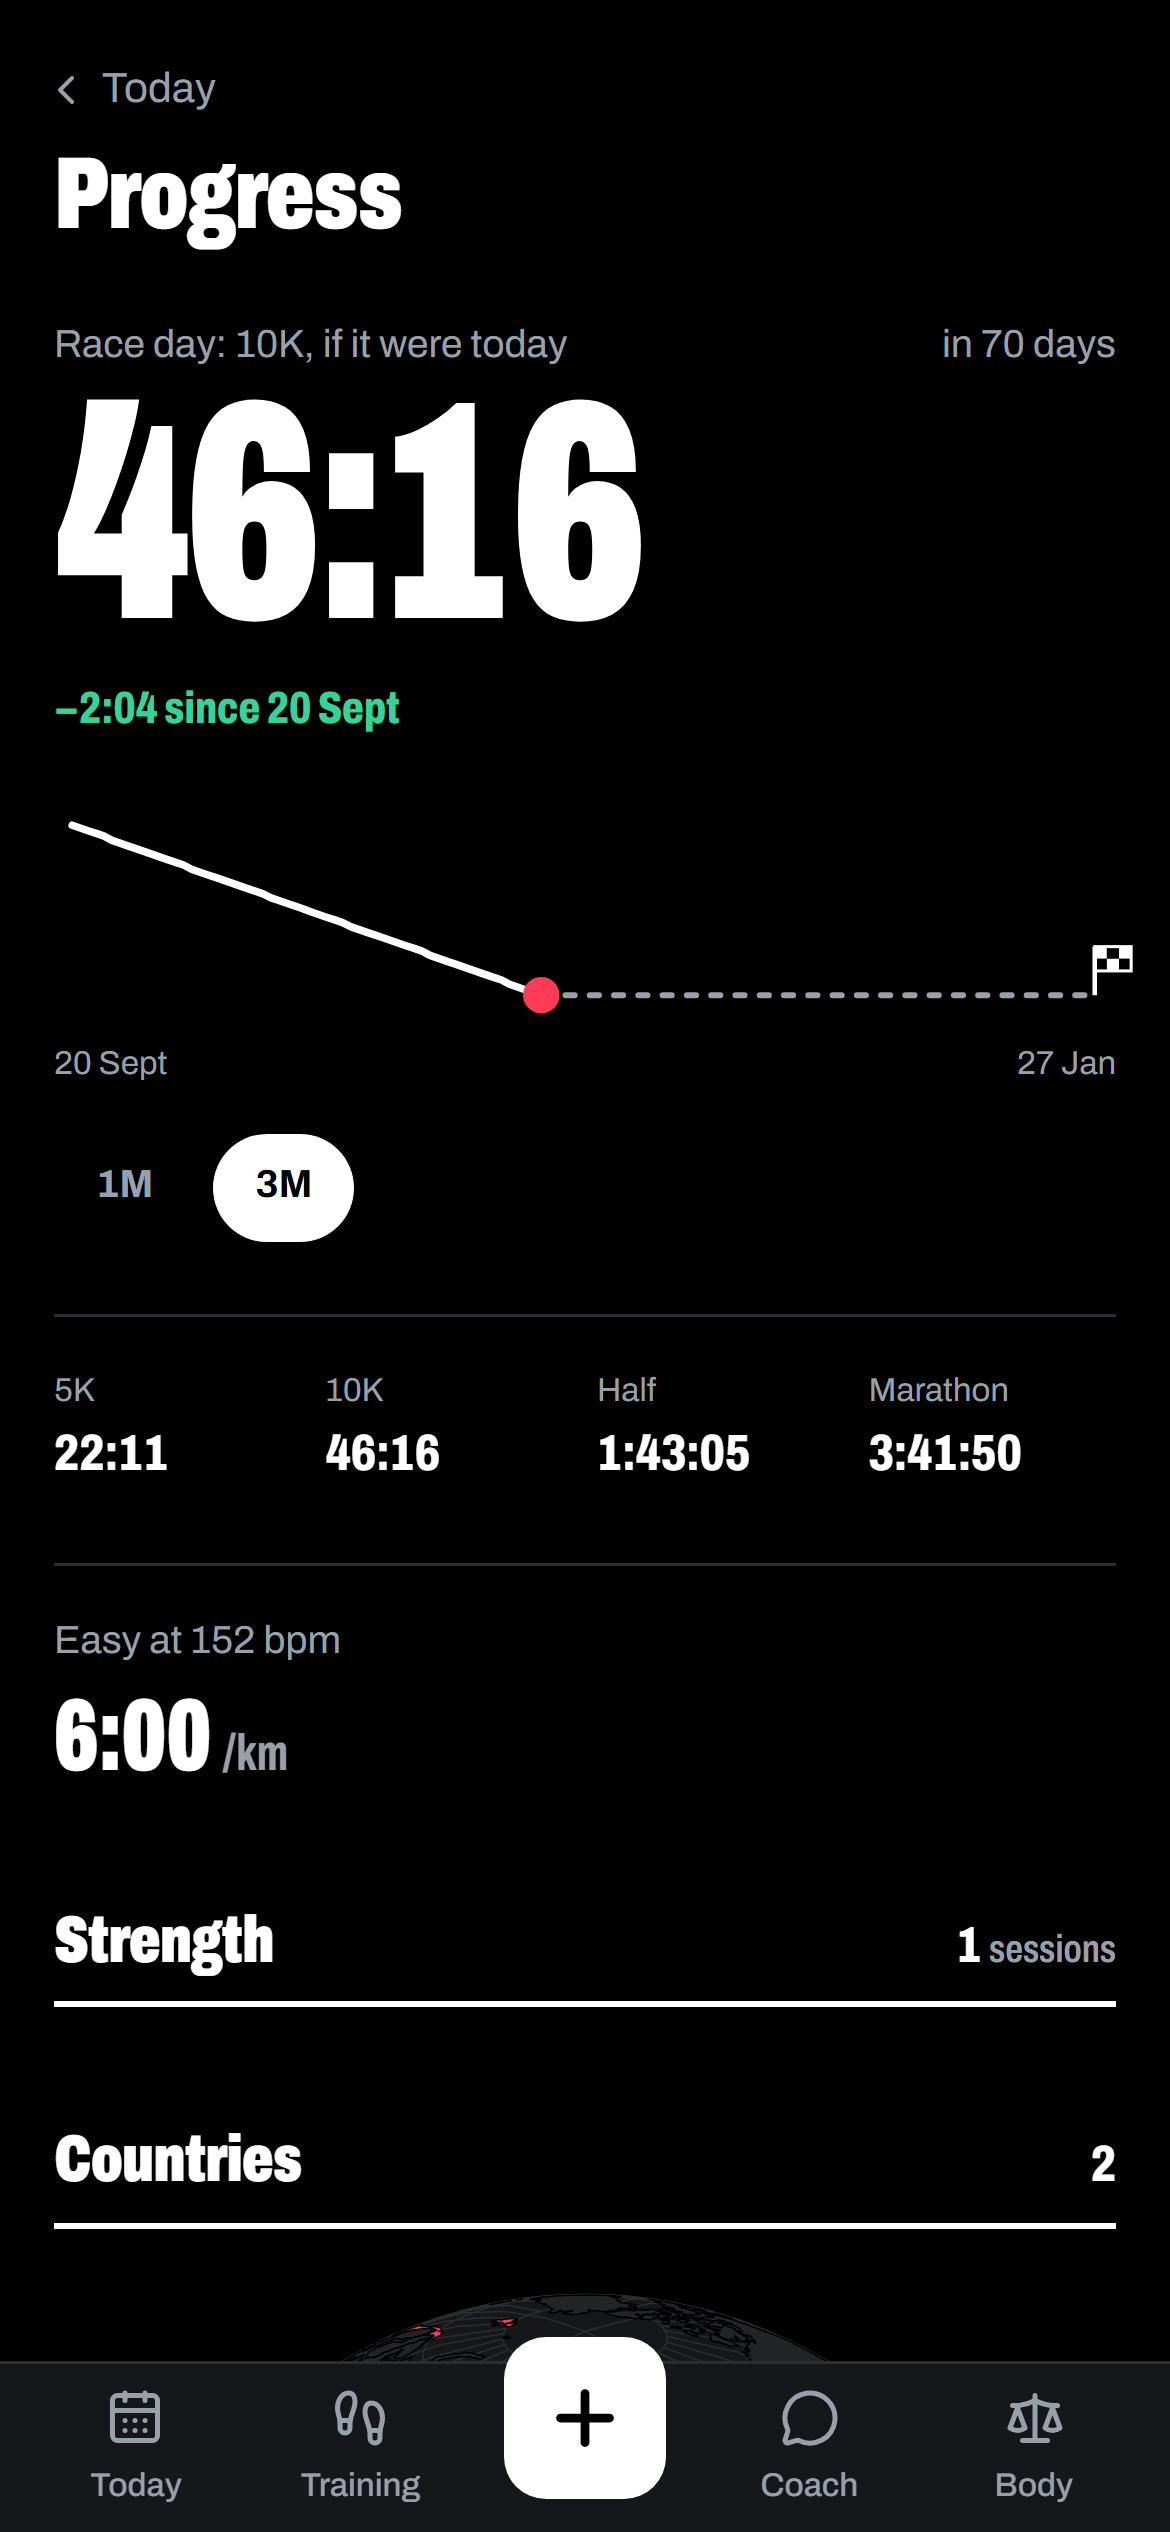 Today
Progress
Race day: 10K, if it were today
in 70 days
46:16
−2:04 since 20 Sept
20 Sept
27 Jan
1M
3M
5K
10K
Half
Marathon
22:11
46:16
1:43:05
3:41:50
Easy at 152 bpm
6:00 /km
Strength
1 sessions
Countries
2
Today
Training
Coach
Body